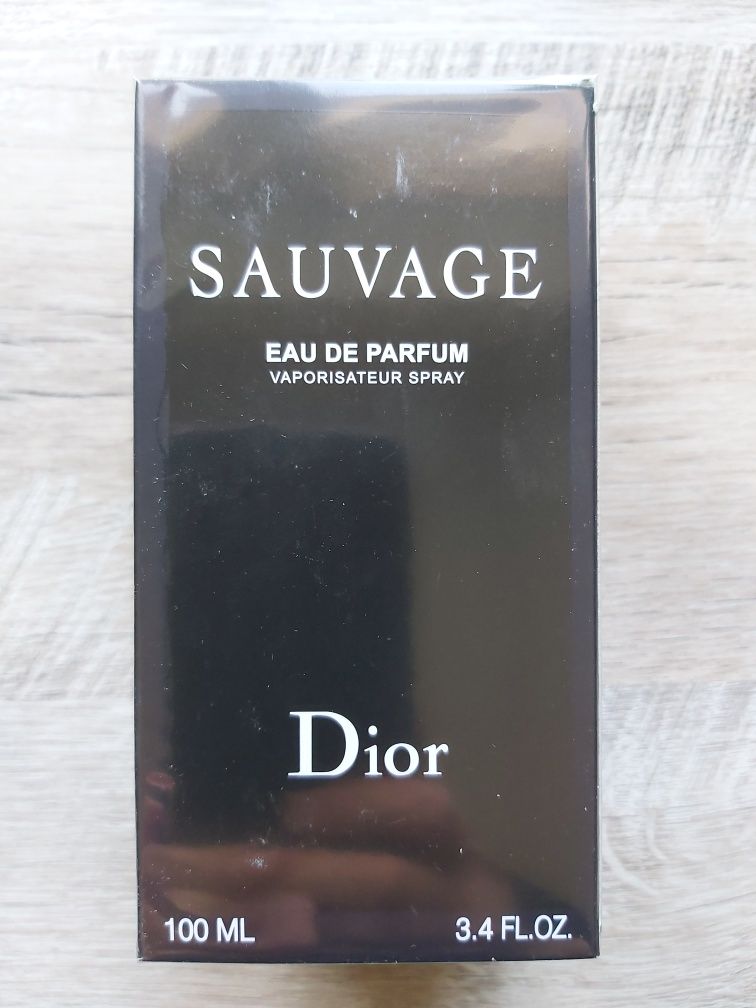 SAUVAGE
EAU DE PARFUM
VAPORISATEUR SPRAY
Dior
100 ML 3.4 FL.OZ.